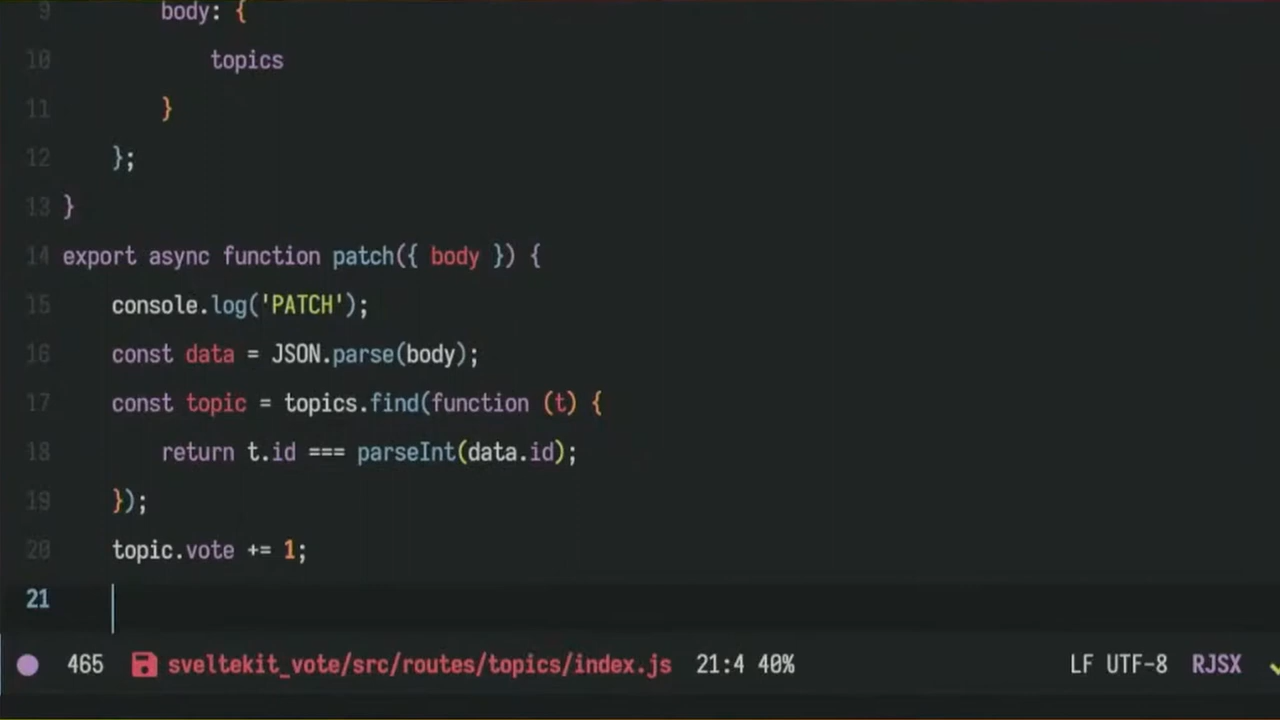 9 body: {
10 topics
11 }
12 };
13 }
14 export async function patch({ body }) {
15 console.log('PATCH');
16 const data = JSON.parse(body);
17 const topic = topics.find(function (t) {
18 return t.id === parseInt(data.id);
19 });
20 topic.vote += 1;
21
465 sveltekit_vote/src/routes/topics/index.js 21:4 40% LF UTF-8 RJSX